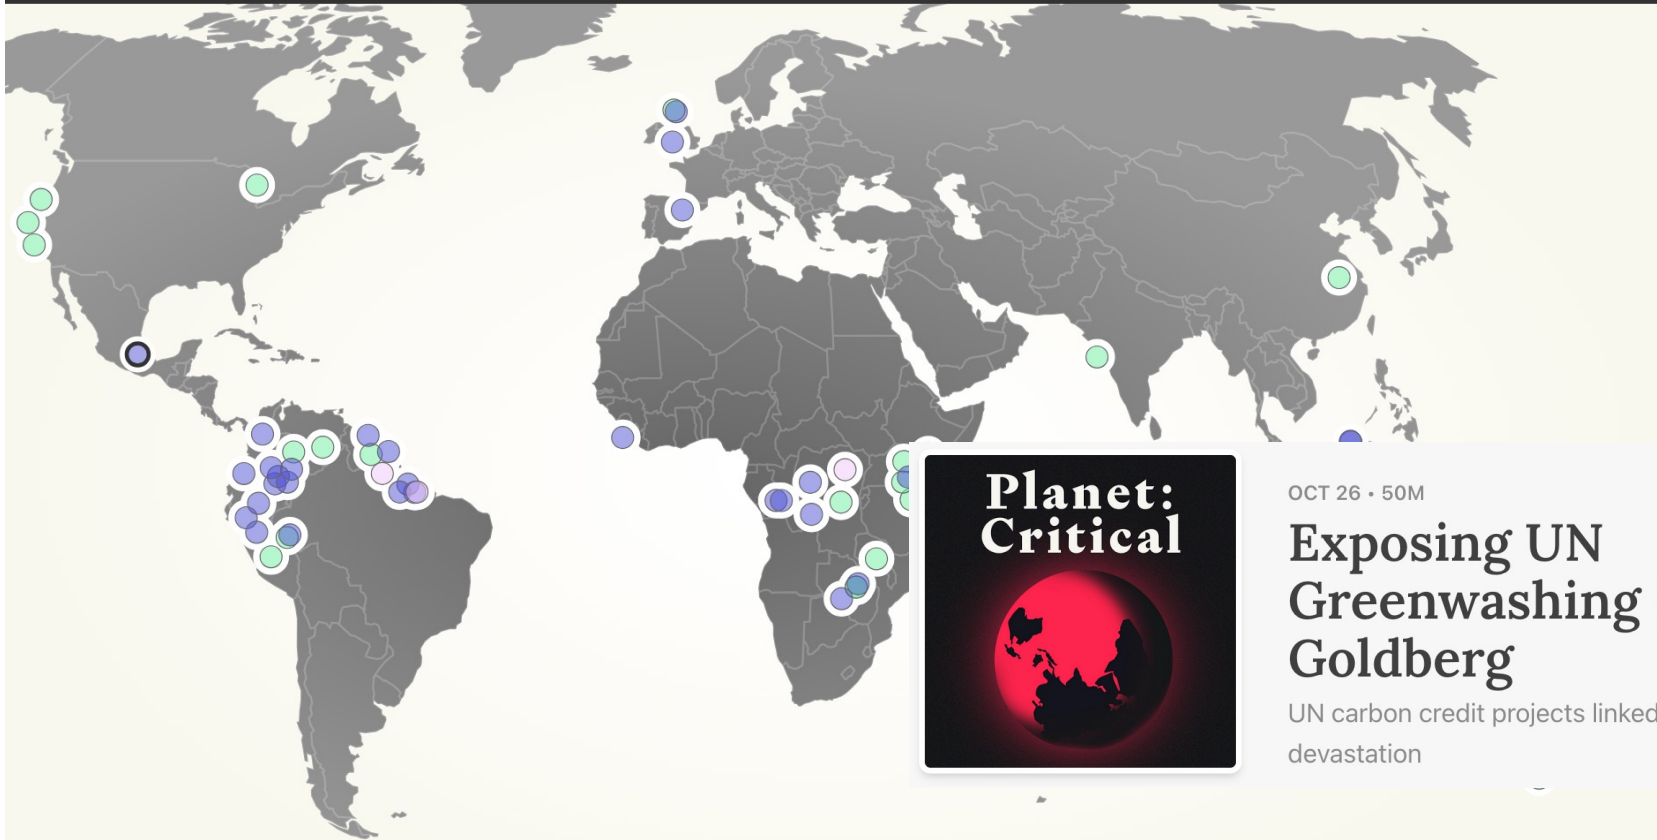 Planet:
Critical
OCT 26 • 50M
Exposing UN
Greenwashing
Goldberg
UN carbon credit projects linked
devastation